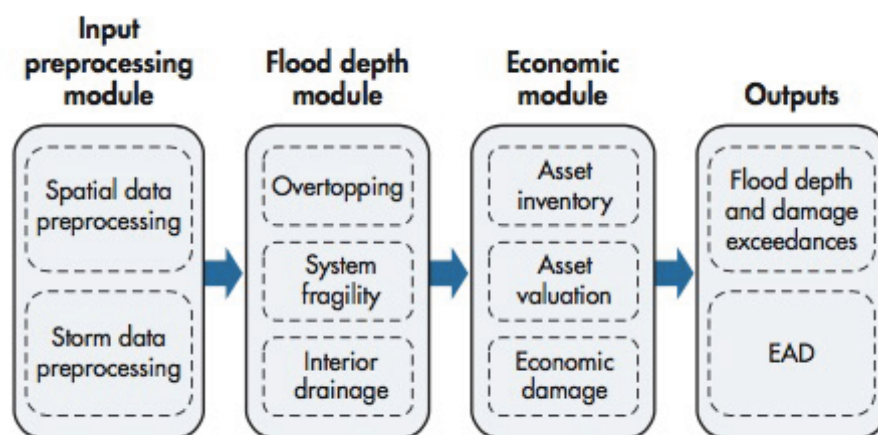 Input
preprocessing
module
Spatial data
preprocessing
Storm data
preprocessing
Flood depth
module
Overtopping
System
fragility
Interior
drainage
Economic
module
Asset
inventory
Asset
valuation
Economic
damage
Outputs
Flood depth
and damage
exceedances
EAD